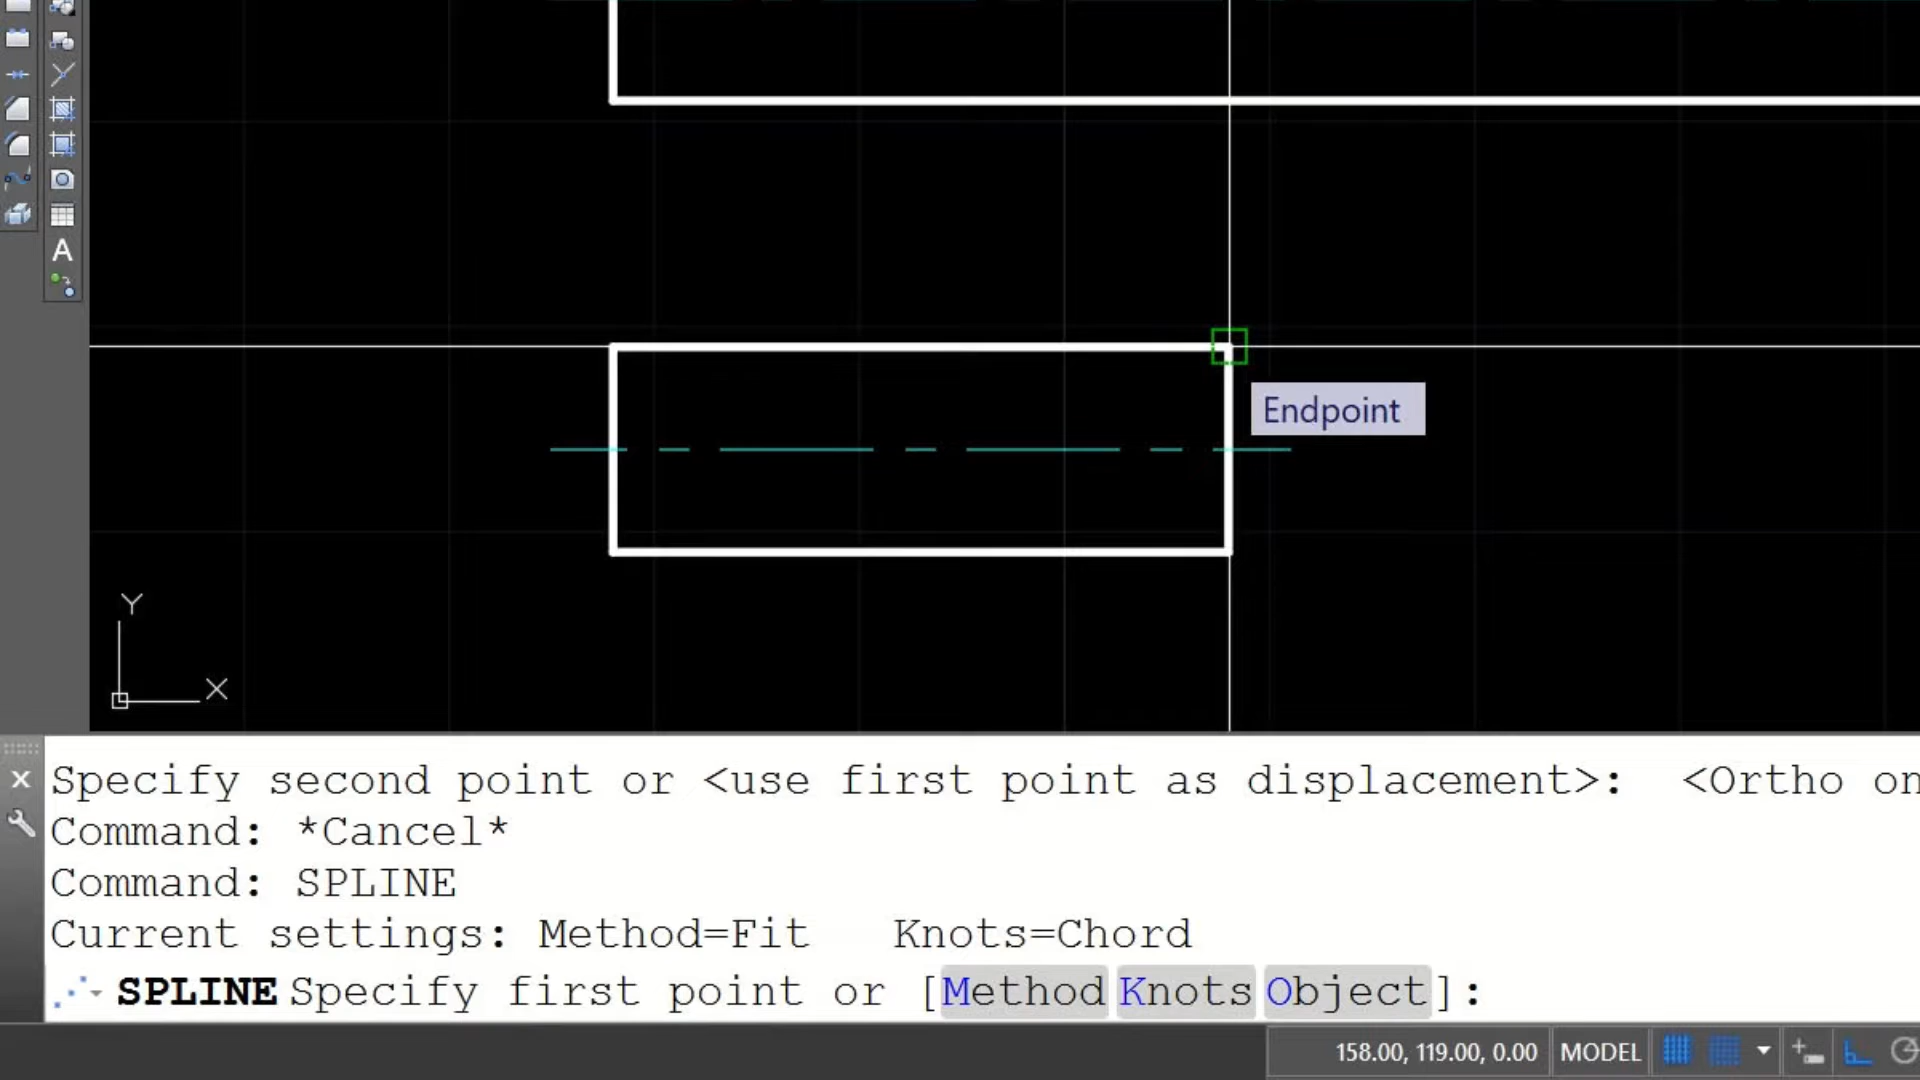 A
Endpoint
Y
X
Specify second point or <use first point as displacement>:  <Ortho on
Command: *Cancel*
Command: SPLINE
Current settings: Method=Fit   Knots=Chord
SPLINE Specify first point or [Method Knots Object]:
158.00, 119.00, 0.00 MODEL